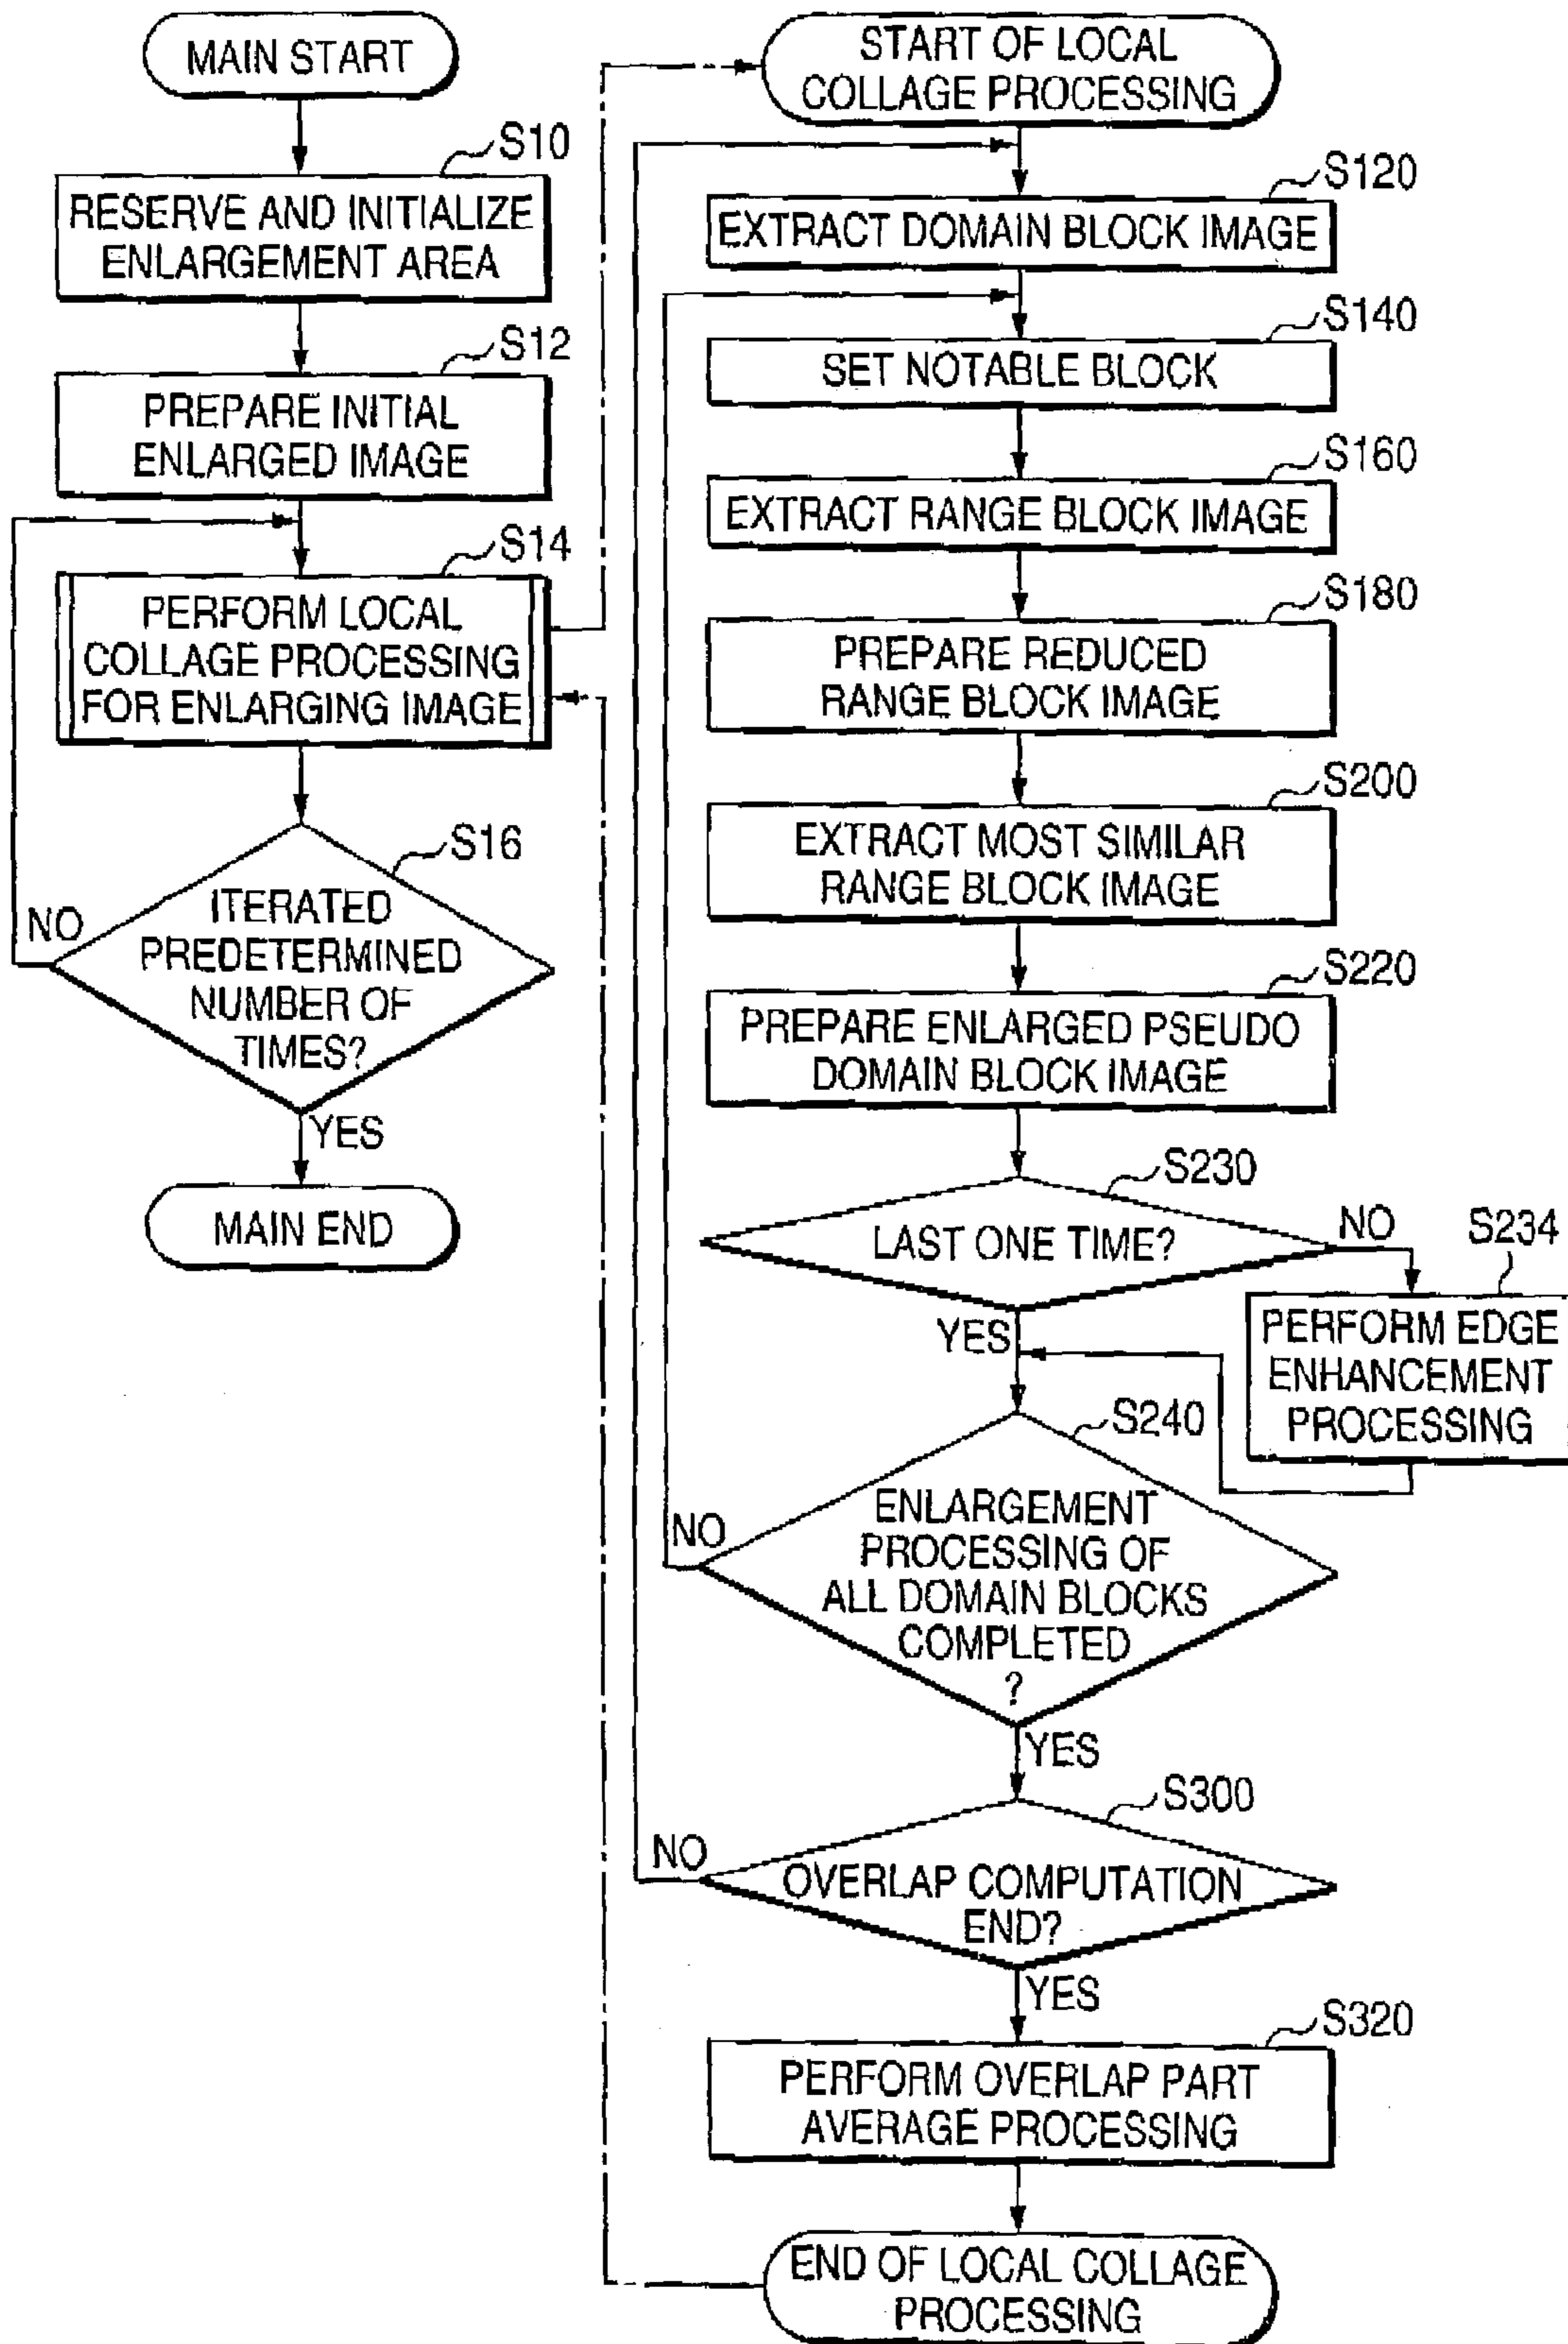 MAIN START
S10
RESERVE AND INITIALIZE
ENLARGEMENT AREA
S12
PREPARE INITIAL
ENLARGED IMAGE
S14
PERFORM LOCAL
COLLAGE PROCESSING
FOR ENLARGING IMAGE
S16
ITERATED
PREDETERMINED
NUMBER OF
TIMES?
NO
YES
MAIN END
START OF LOCAL
COLLAGE PROCESSING
S120
EXTRACT DOMAIN BLOCK IMAGE
S140
SET NOTABLE BLOCK
S160
EXTRACT RANGE BLOCK IMAGE
S180
PREPARE REDUCED
RANGE BLOCK IMAGE
S200
EXTRACT MOST SIMILAR
RANGE BLOCK IMAGE
S220
PREPARE ENLARGED PSEUDO
DOMAIN BLOCK IMAGE
S230
LAST ONE TIME?
NO
S234
YES
PERFORM EDGE
ENHANCEMENT
PROCESSING
S240
ENLARGEMENT
PROCESSING OF
ALL DOMAIN BLOCKS
COMPLETED
?
NO
YES
S300
OVERLAP COMPUTATION
END?
NO
YES
S320
PERFORM OVERLAP PART
AVERAGE PROCESSING
END OF LOCAL COLLAGE
PROCESSING